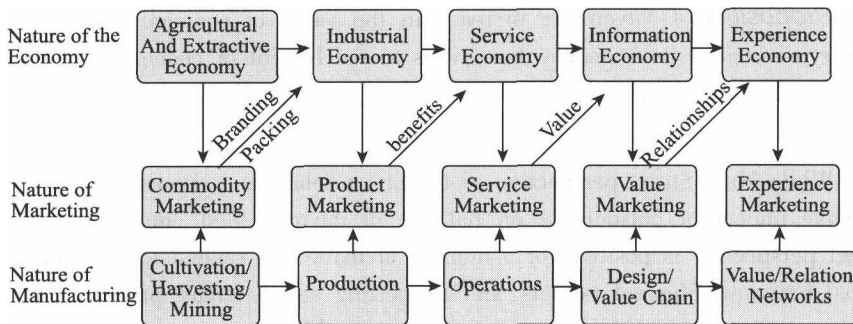 Nature of the
Economy
Agricultural
And Extractive
Economy
Industrial
Economy
Service
Economy
Information
Economy
Experience
Economy
Branding
Packing
benefits
Value
Relationships
Nature of
Marketing
Commodity
Marketing
Product
Marketing
Service
Marketing
Value
Marketing
Experience
Marketing
Nature of
Manufacturing
Cultivation/
Harvesting/
Mining
Production
Operations
Design/
Value Chain
Value/Relation
Networks